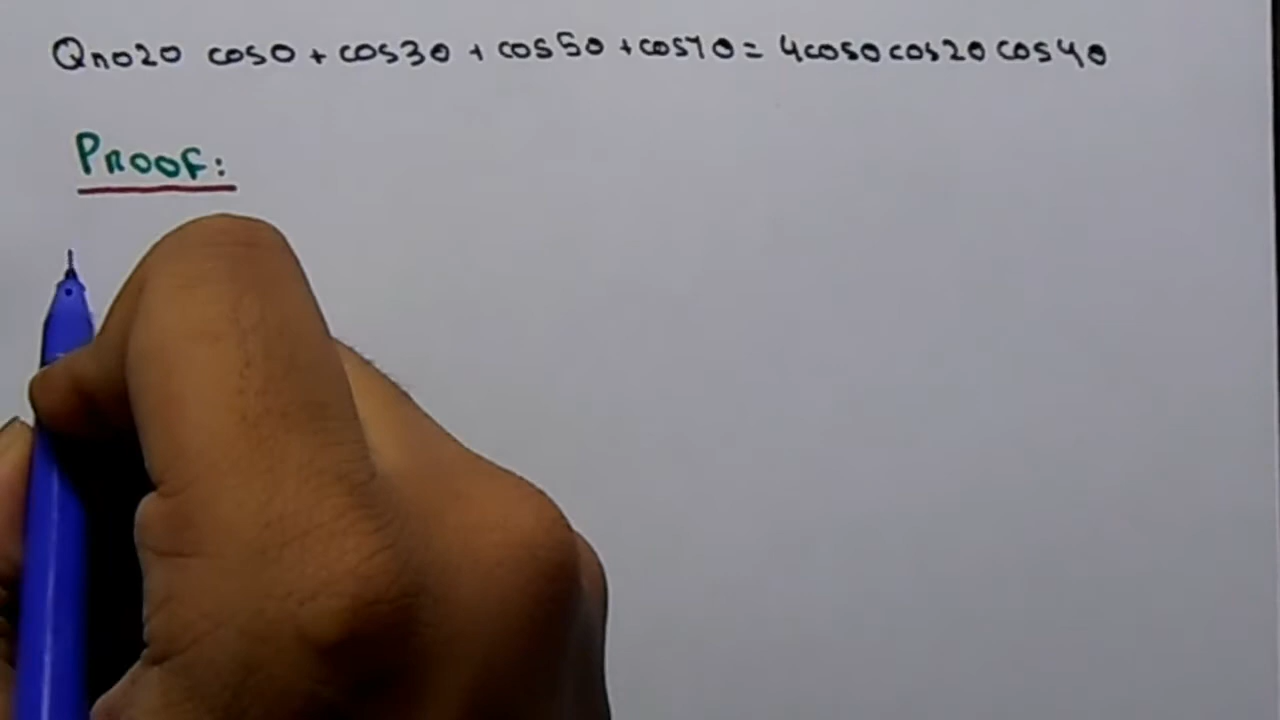 Qno20 cosθ + cos3θ + cos5θ + cos7θ = 4cosθ cos2θ cos4θ
Proof: